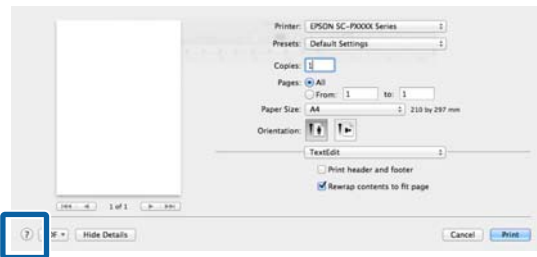 Printer: EPSON SC-PXXXX Series
Presets: Default Settings
Copies: 1
Pages: All
From: 1 to: 1
Paper Size: A4 210 by 297 mm
Orientation:
TextEdit
Print header and footer
Rewrap contents to fit page
1 of 1
? DF Hide Details Cancel Print